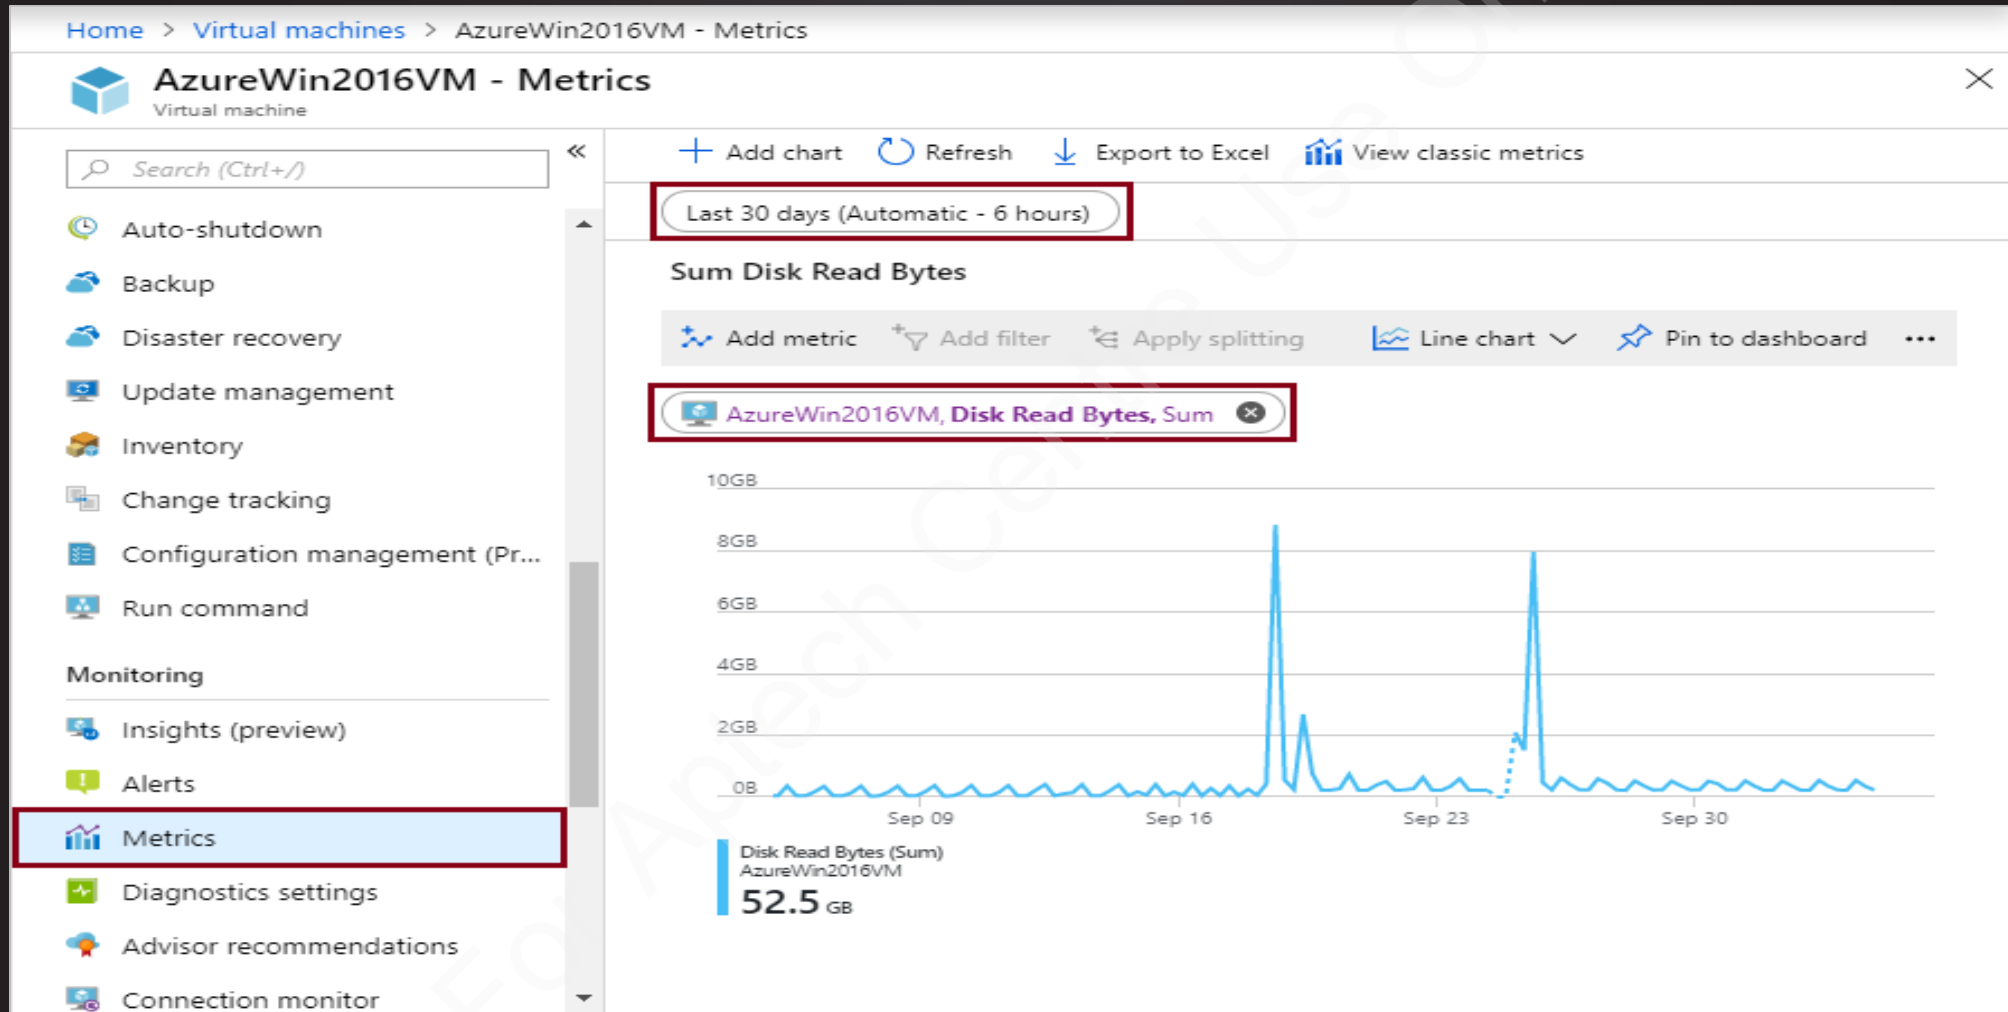 Home > Virtual machines > AzureWin2016VM - Metrics
AzureWin2016VM - Metrics
Virtual machine
Search (Ctrl+/)
Auto-shutdown
Backup
Disaster recovery
Update management
Inventory
Change tracking
Configuration management (Pr...
Run command
Monitoring
Insights (preview)
Alerts
Metrics
Diagnostics settings
Advisor recommendations
Connection monitor
Add chart Refresh Export to Excel View classic metrics
Last 30 days (Automatic - 6 hours)
Sum Disk Read Bytes
Add metric Add filter Apply splitting Line chart Pin to dashboard ...
AzureWin2016VM, Disk Read Bytes, Sum
10GB
8GB
6GB
4GB
2GB
0B
Sep 09 Sep 16 Sep 23 Sep 30
Disk Read Bytes (Sum)
AzureWin2016VM
52.5 GB
For Aptech Centre Use